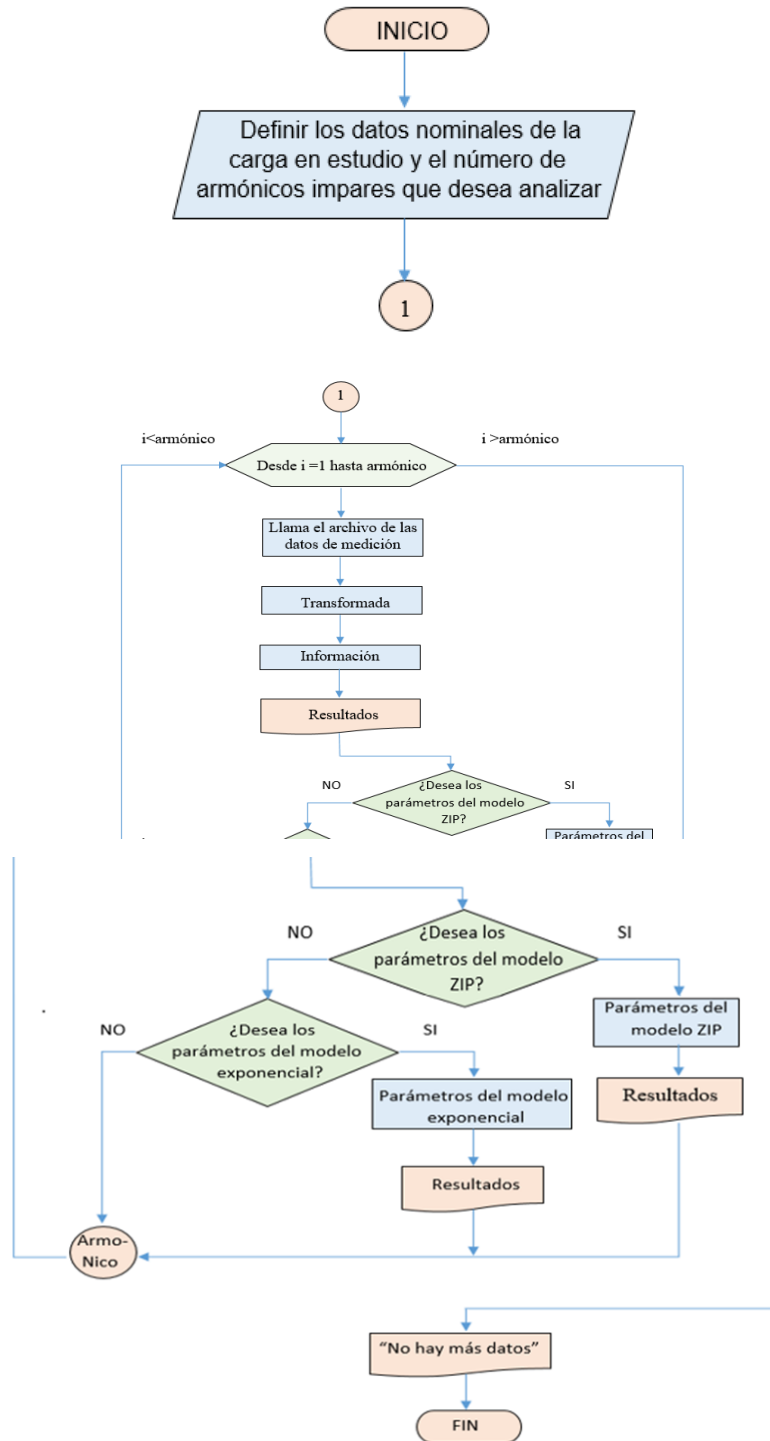 INICIO
Definir los datos nominales de la
carga en estudio y el número de
armónicos impares que desea analizar
1
1
i<armónico
i >armónico
Desde i =1 hasta armónico
Llama el archivo de las
datos de medición
Transformada
Información
Resultados
NO
¿Desea los
parámetros del modelo
ZIP?
SI
Parámetros del
NO
¿Desea los
parámetros del modelo
ZIP?
SI
Parámetros del
modelo ZIP
NO
¿Desea los
parámetros del modelo
exponencial?
SI
Parámetros del modelo
exponencial
Resultados
Resultados
Armo-
Nico
“No hay más datos”
FIN